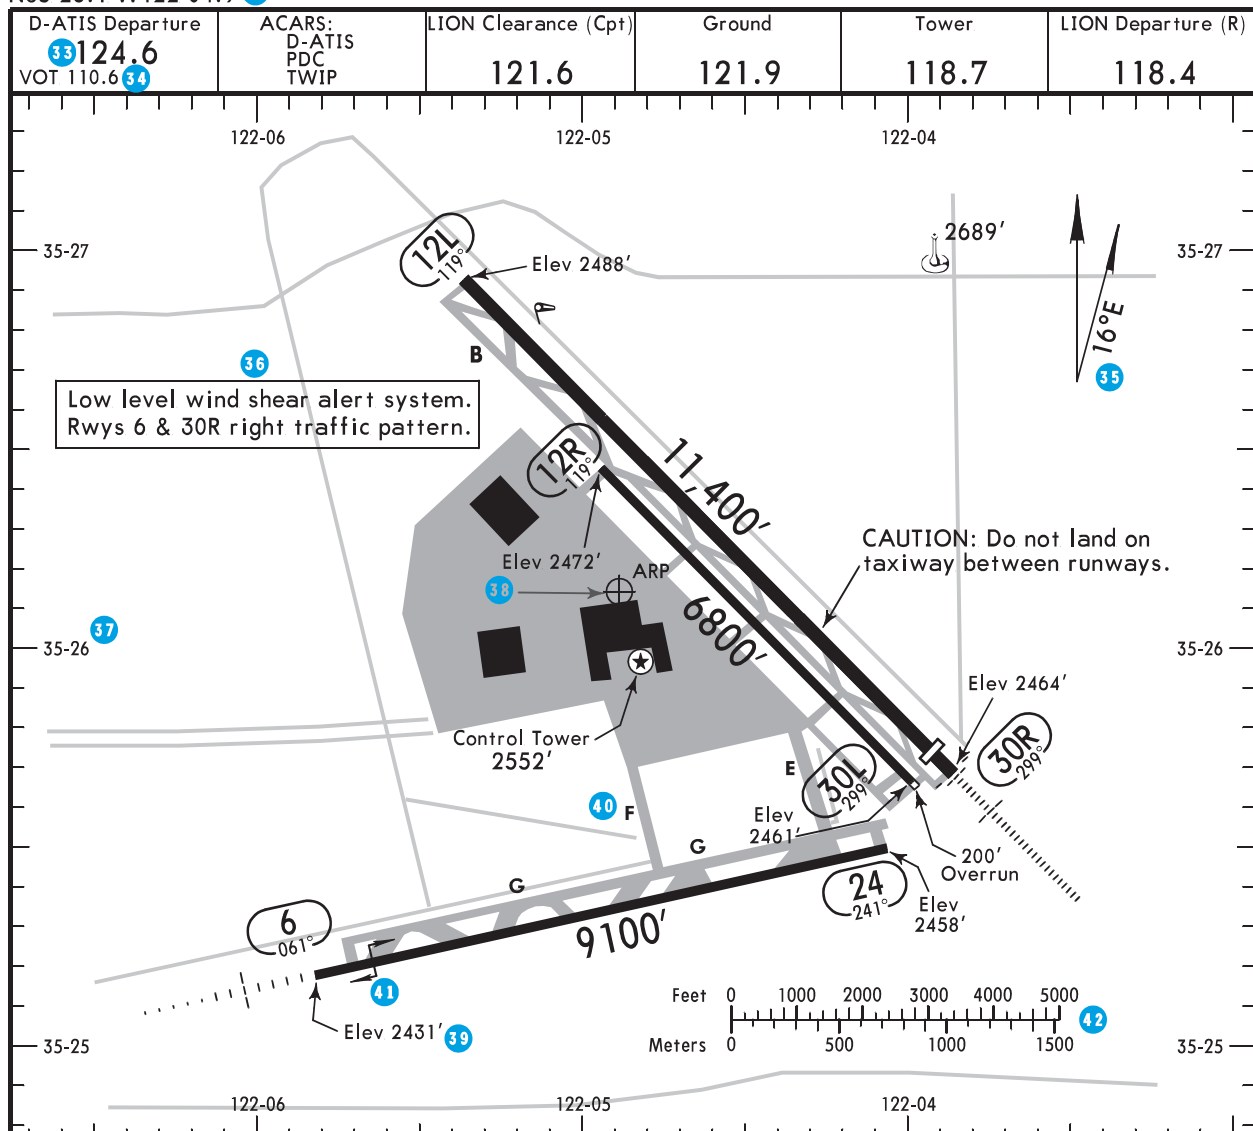 D-ATIS Departure
33 124.6
VOT 110.6 34
ACARS:
D-ATIS
PDC
TWIP
LION Clearance (Cpt)
121.6
Ground
121.9
Tower
118.7
LION Departure (R)
118.4
122-06
122-05
122-04
35-27
35-27
12L
119°
Elev 2488'
2689'
16°E
35
B
36
Low level wind shear alert system.
Rwys 6 & 30R right traffic pattern.
12R
119°
11,400'
Elev 2472'
CAUTION: Do not land on
taxiway between runways.
38
ARP
6800'
37
35-26
35-26
Elev 2464'
Control Tower
2552'
30R
299°
E
30L
299°
40
F
Elev
2461'
G
200'
Overrun
G
24
241°
Elev
2458'
6
061°
9100'
41
Elev 2431' 39
Feet 0 1000 2000 3000 4000 5000
42
Meters 0 500 1000 1500
35-25
35-25
122-06
122-05
122-04